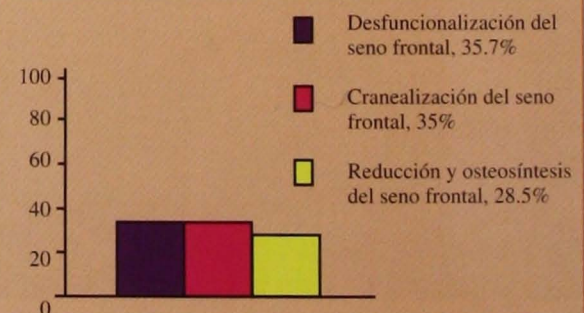 Desfuncionalización del
seno frontal, 35.7%
Cranealización del seno
frontal, 35%
Reducción y osteosíntesis
del seno frontal, 28.5%
100
80
60
40
20
0